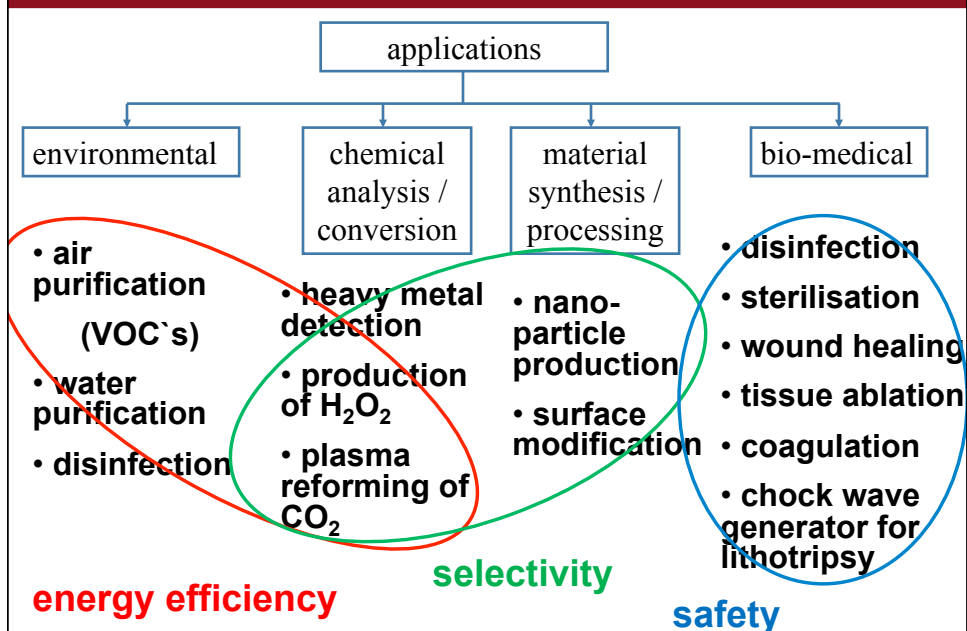 applications
environmental
chemical
analysis /
conversion
material
synthesis /
processing
bio-medical
• air
purification
(VOC`s)
• water
purification
• disinfection
• heavy metal
detection
• production
of H₂O₂
• plasma
reforming of
CO₂
• nano-
particle
production
• surface
modification
• disinfection
• sterilisation
• wound healing
• tissue ablation
• coagulation
• chock wave
generator for
lithotripsy
energy efficiency
selectivity
safety